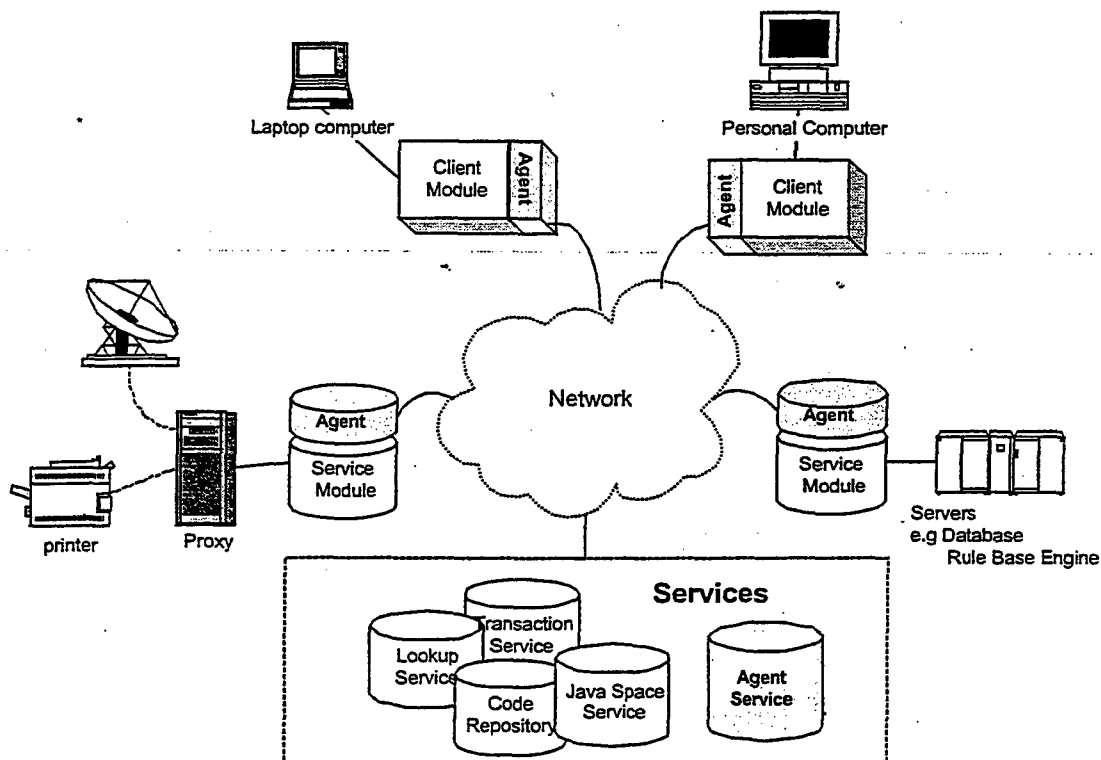 Laptop computer
Personal Computer
Client
Module
Agent
Agent
Client
Module
Network
Agent
Service
Module
Agent
Service
Module
printer
Proxy
Servers
e.g Database
Rule Base Engine
Services
Transaction
Service
Lookup
Service
Code
Repository
Java Space
Service
Agent
Service